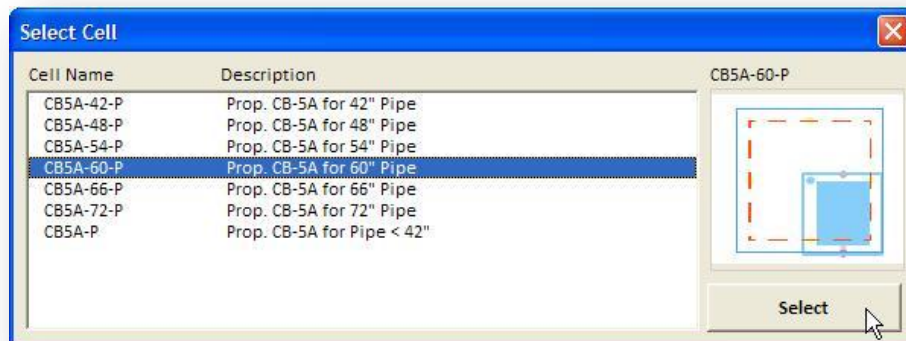 Select Cell
Cell Name Description CB5A-60-P
CB5A-42-P Prop. CB-5A for 42" Pipe
CB5A-48-P Prop. CB-5A for 48" Pipe
CB5A-54-P Prop. CB-5A for 54" Pipe
CB5A-60-P Prop. CB-5A for 60" Pipe
CB5A-66-P Prop. CB-5A for 66" Pipe
CB5A-72-P Prop. CB-5A for 72" Pipe
CB5A-P Prop. CB-5A for Pipe < 42"
Select